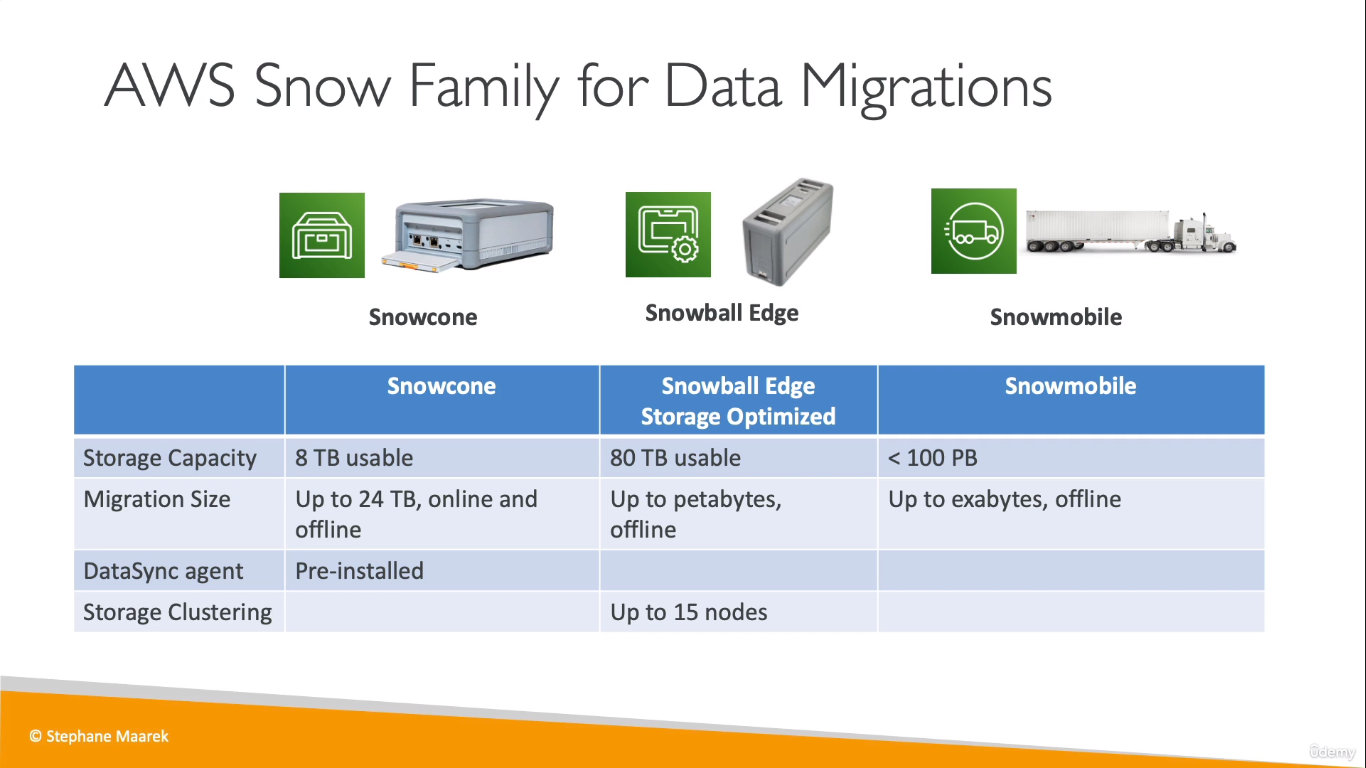 AWS Snow Family for Data Migrations
Snowcone
Snowball Edge
Snowmobile
Snowcone
Snowball Edge
Storage Optimized
Snowmobile
Storage Capacity
8 TB usable
80 TB usable
< 100 PB
Migration Size
Up to 24 TB, online and
offline
Up to petabytes,
offline
Up to exabytes, offline
DataSync agent
Pre-installed
Storage Clustering
Up to 15 nodes
© Stephane Maarek
ûdemy